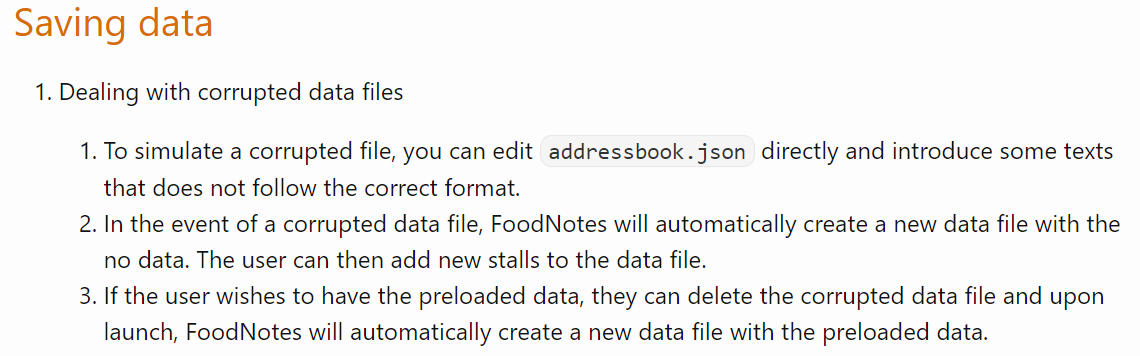 Saving data
1. Dealing with corrupted data files
1. To simulate a corrupted file, you can edit addressbook.json directly and introduce some texts
that does not follow the correct format.
2. In the event of a corrupted data file, FoodNotes will automatically create a new data file with the
no data. The user can then add new stalls to the data file.
3. If the user wishes to have the preloaded data, they can delete the corrupted data file and upon
launch, FoodNotes will automatically create a new data file with the preloaded data.